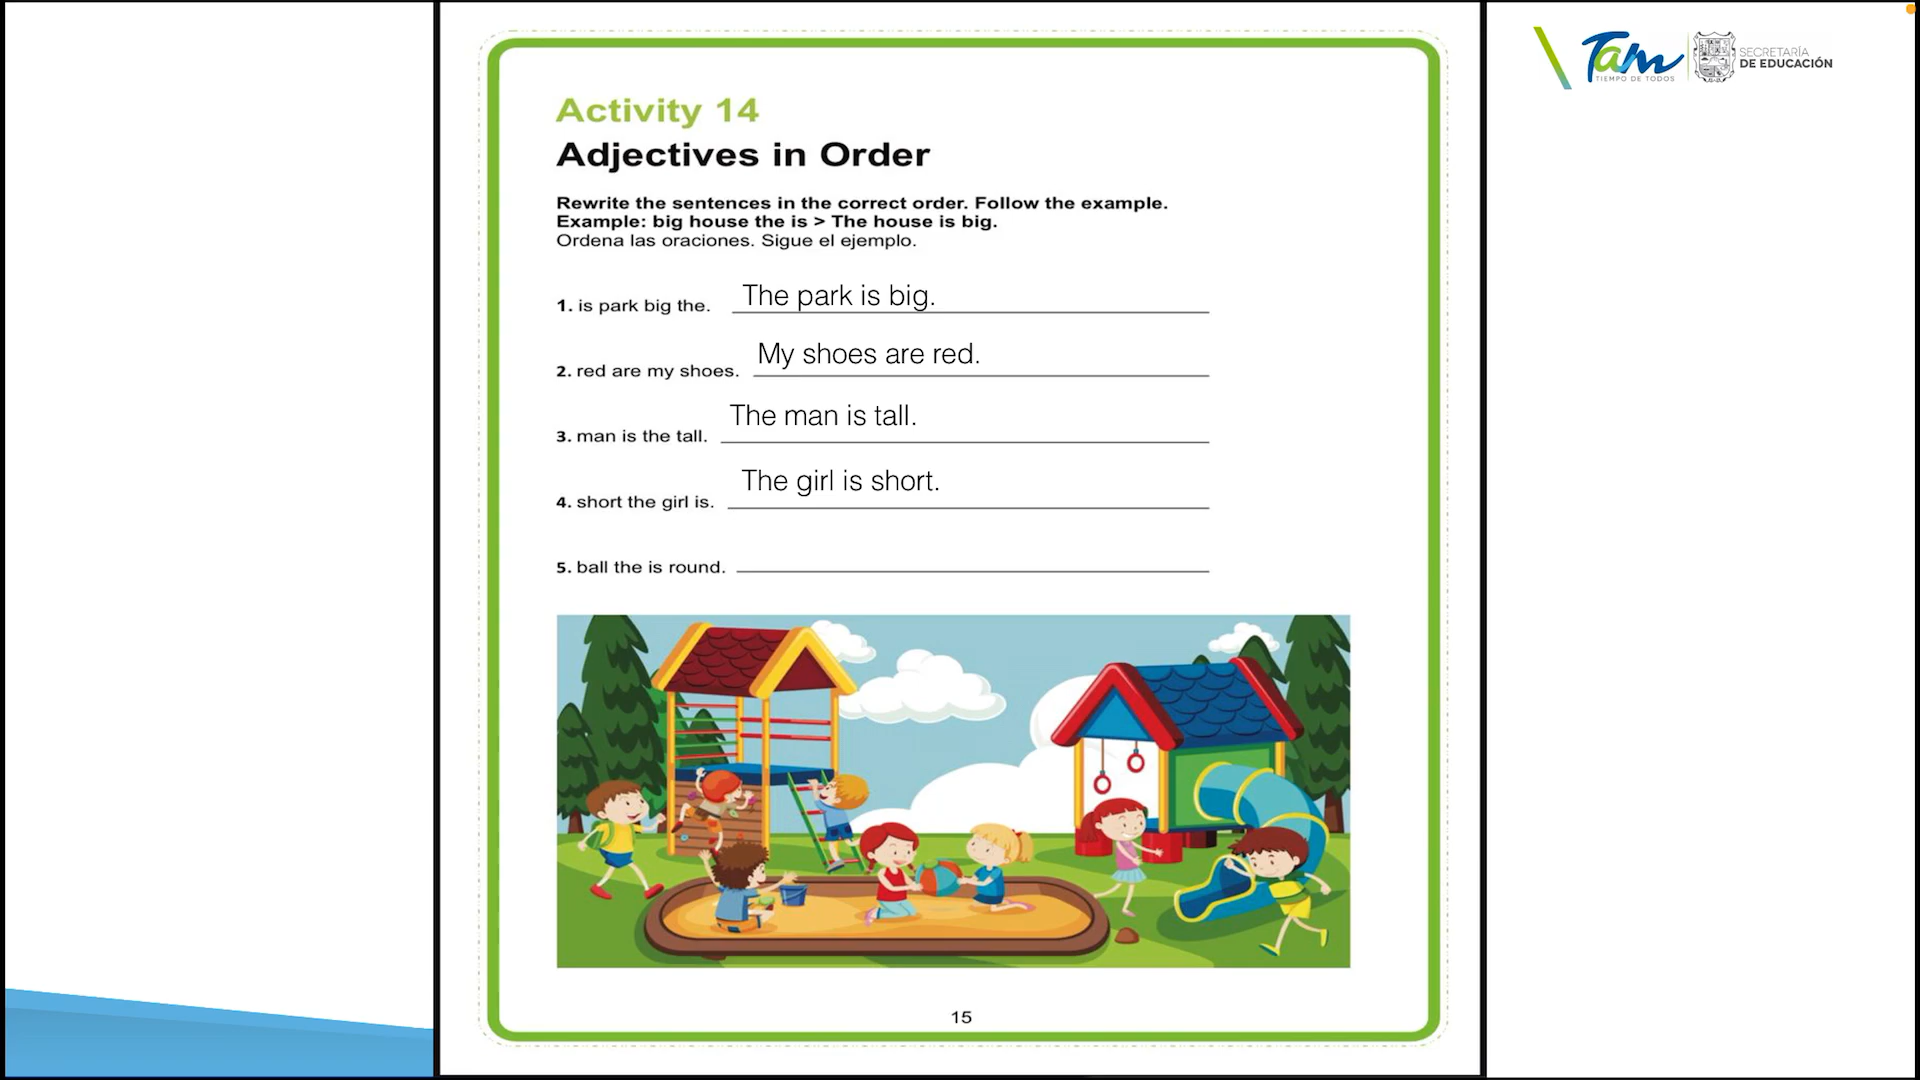 Tam
TIEMPO DE TODOS
SECRETARÍA
DE EDUCACIÓN
Activity 14
Adjectives in Order
Rewrite the sentences in the correct order. Follow the example.
Example: big house the is > The house is big.
Ordena las oraciones. Sigue el ejemplo.
1. is park big the. The park is big.
2. red are my shoes. My shoes are red.
3. man is the tall. The man is tall.
4. short the girl is. The girl is short.
5. ball the is round.
15